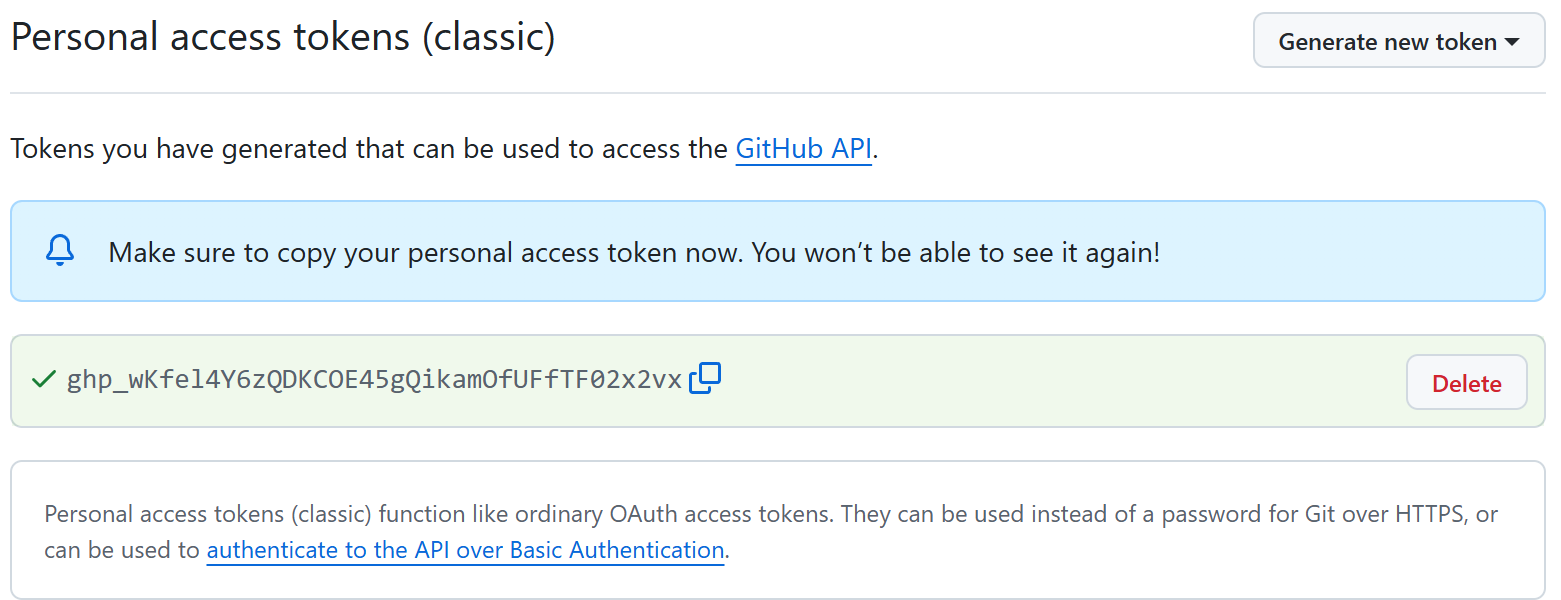 Personal access tokens (classic)
Generate new token
Tokens you have generated that can be used to access the GitHub API.
Make sure to copy your personal access token now. You won’t be able to see it again!
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
Delete
Personal access tokens (classic) function like ordinary OAuth access tokens. They can be used instead of a password for Git over HTTPS, or
can be used to authenticate to the API over Basic Authentication.